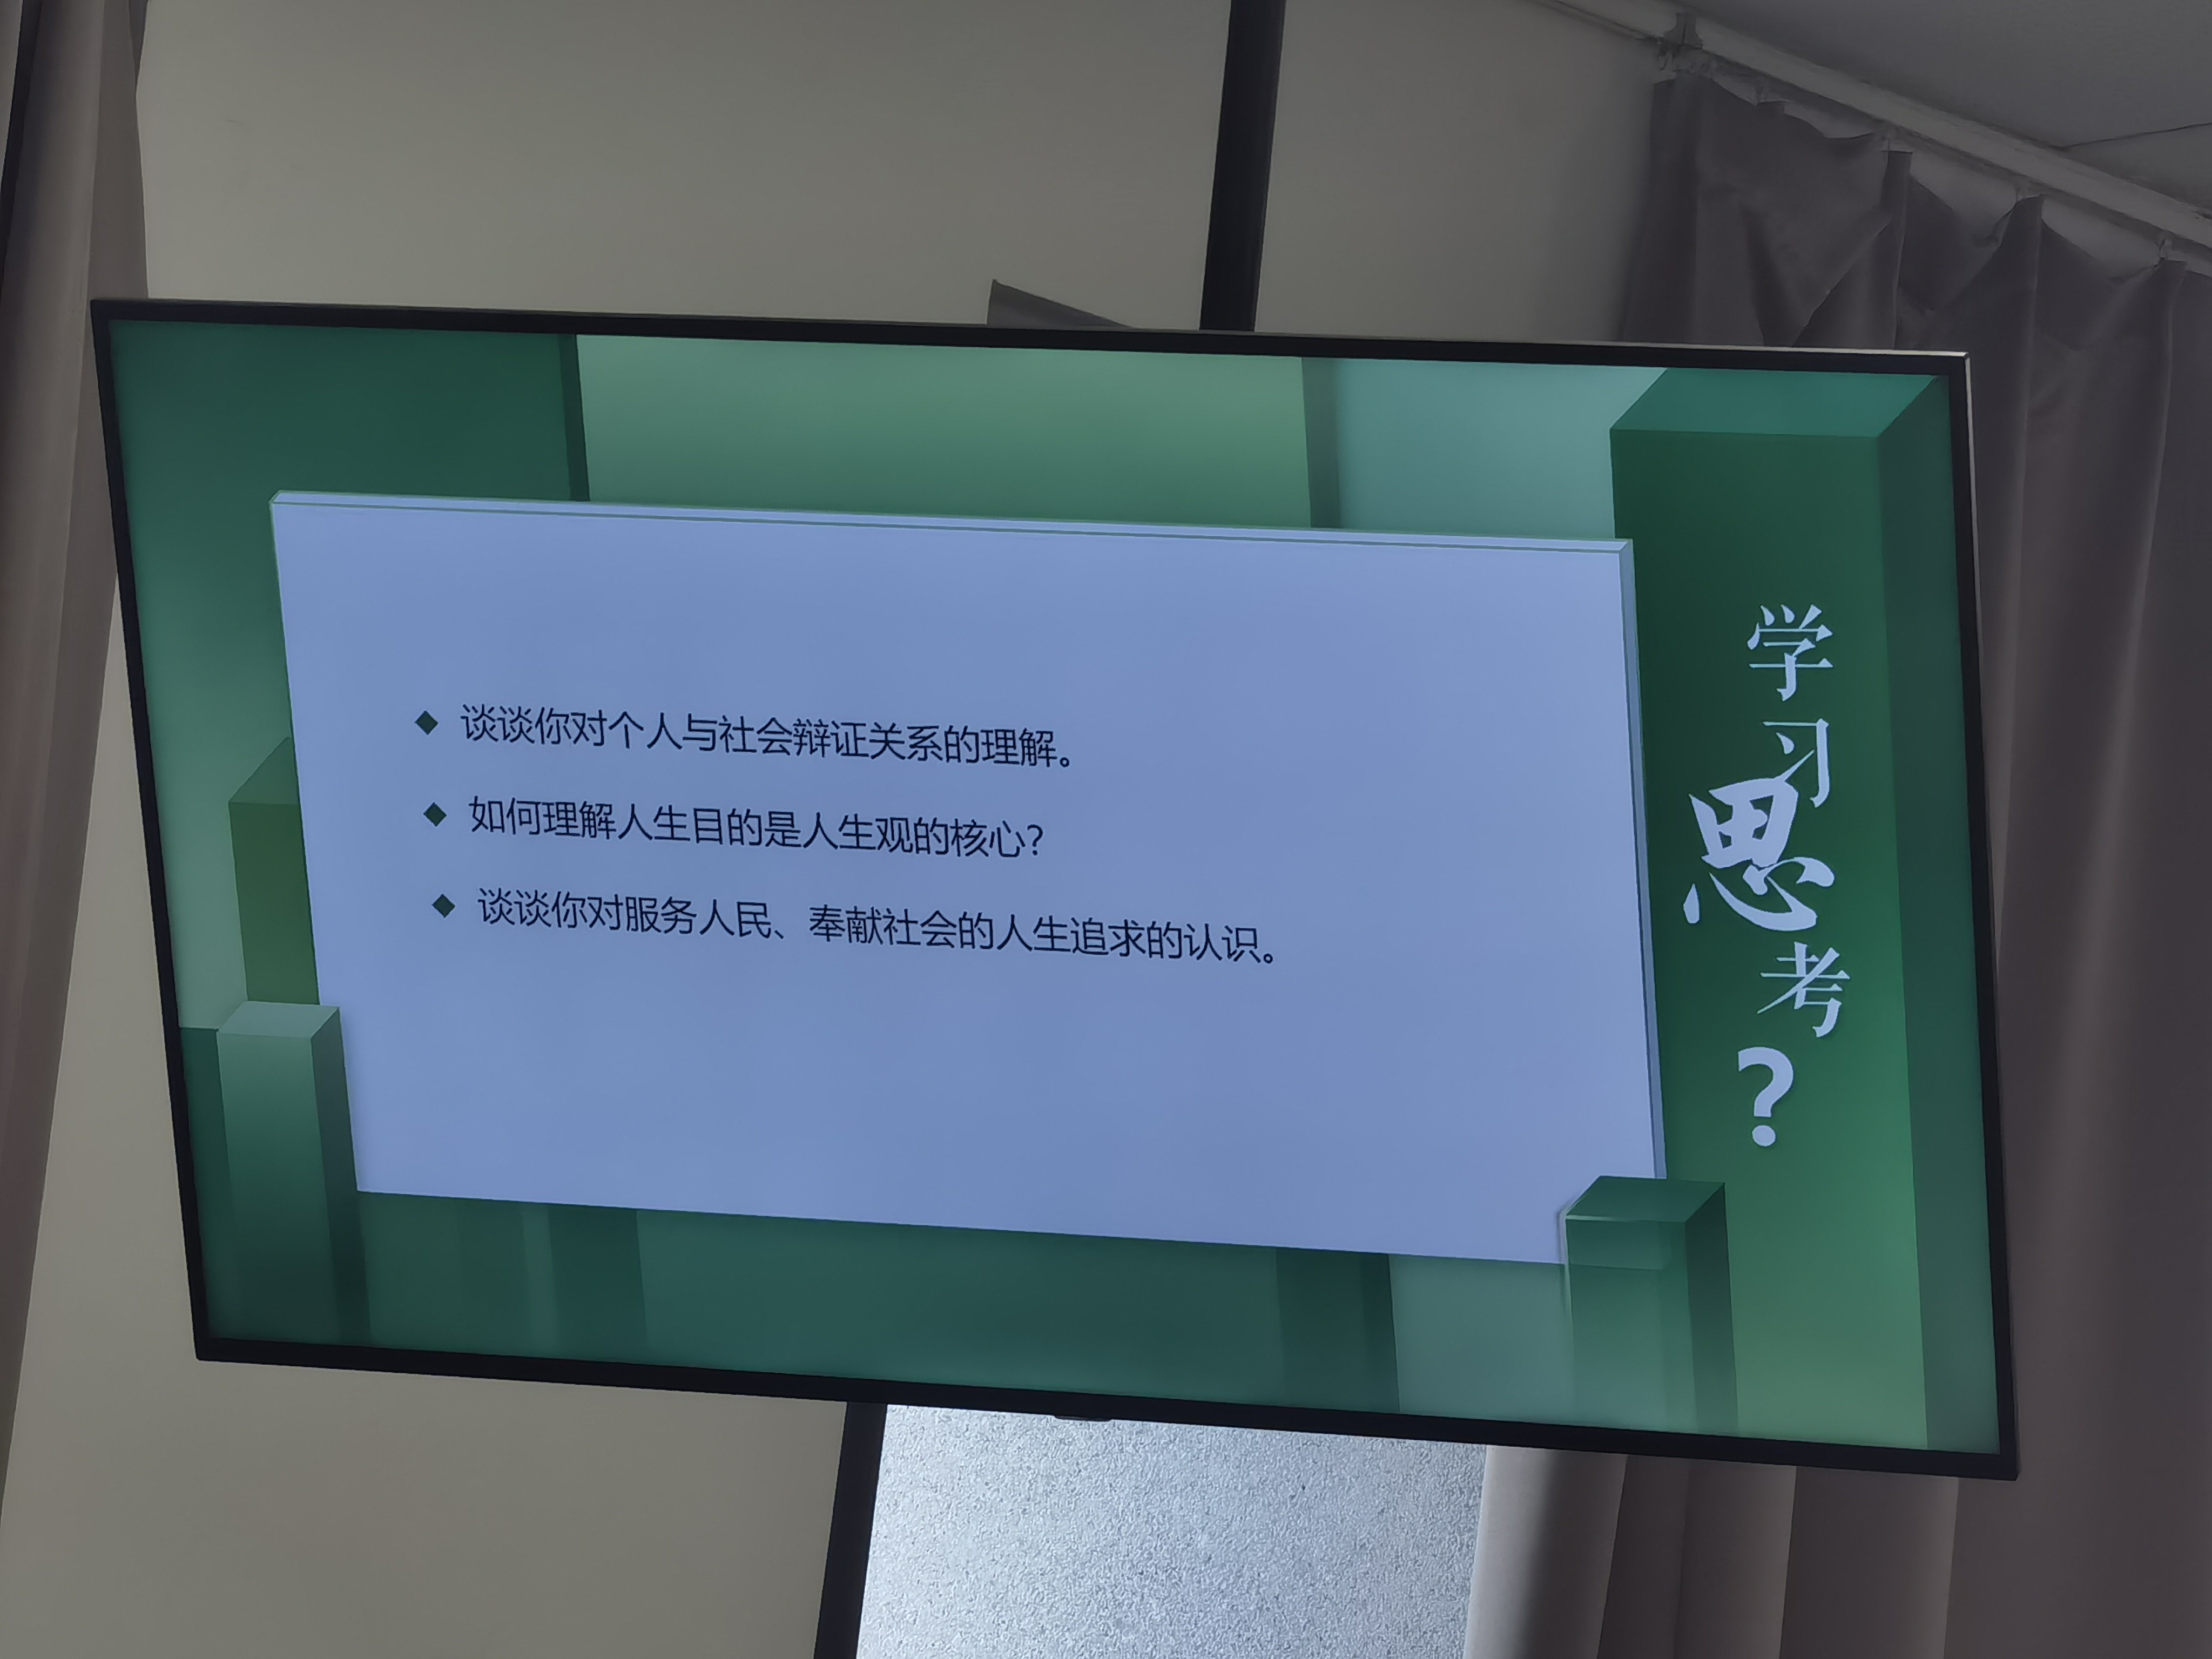 谈谈你对个人与社会辩证关系的理解。
如何理解人生目的是人生观的核心?
谈谈你对服务人民、奉献社会的人生追求的认识。
学习思考?